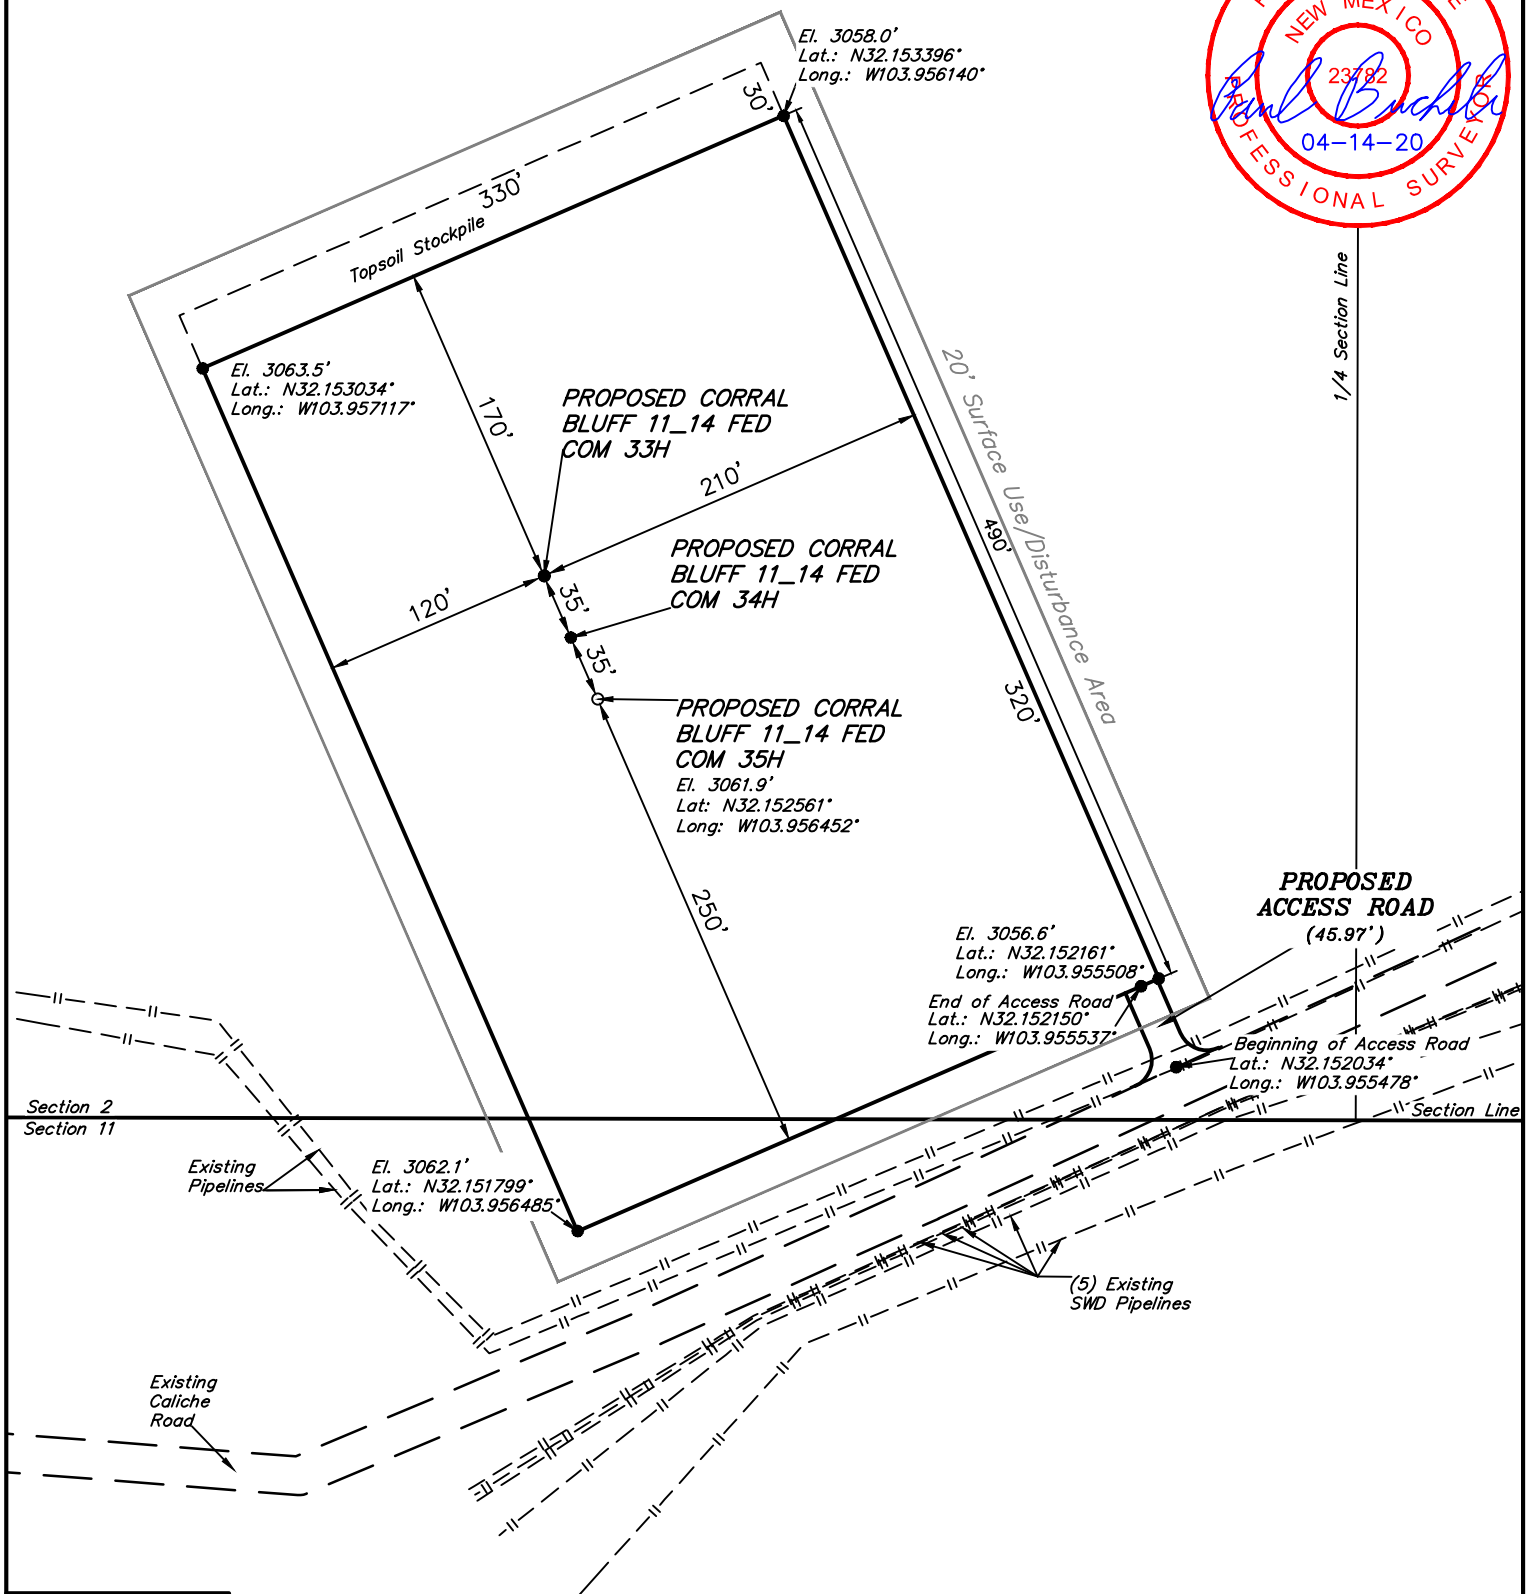 El. 3058.0'
Lat.: N32.153396°
Long.: W103.956140°
NEW MEXICO
23782
Paul Buchele
04-14-20
PROFESSIONAL SURVEYOR
30'
330'
Topsoil Stockpile
1/4 Section Line
El. 3063.5'
Lat.: N32.153034°
Long.: W103.957117°
170'
PROPOSED CORRAL
BLUFF 11_14 FED
COM 33H
20' Surface Use/Disturbance Area
210'
490'
PROPOSED CORRAL
BLUFF 11_14 FED
COM 34H
120'
35'
35'
320'
PROPOSED CORRAL
BLUFF 11_14 FED
COM 35H
El. 3061.9'
Lat: N32.152561°
Long: W103.956452°
250'
PROPOSED
ACCESS ROAD
(45.97')
El. 3056.6'
Lat.: N32.152161°
Long.: W103.955508°
End of Access Road
Lat.: N32.152150°
Long.: W103.955537°
Beginning of Access Road
Lat.: N32.152034°
Long.: W103.955478°
Section 2
Section 11
Section Line
Existing
Pipelines
El. 3062.1'
Lat.: N32.151799°
Long.: W103.956485°
(5) Existing
SWD Pipelines
Existing
Caliche
Road